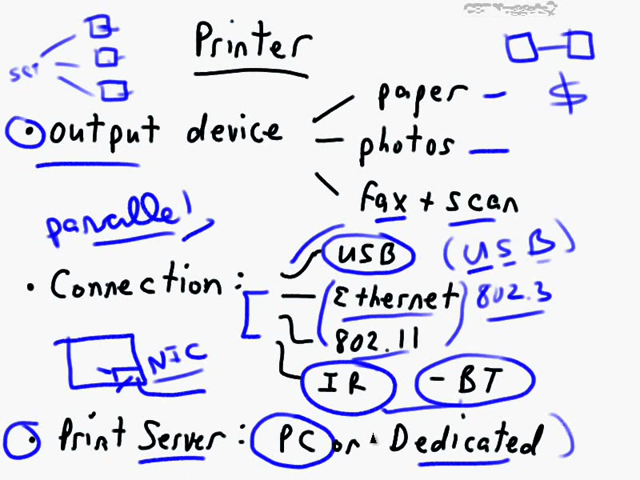 Printer
paper
$
• output device
photos
Fax + scan
parallel
USB (USB)
• Connection:
(Ethernet) 802.3
802.11
NIC
IR - BT
• Print Server: PC or • Dedicated)